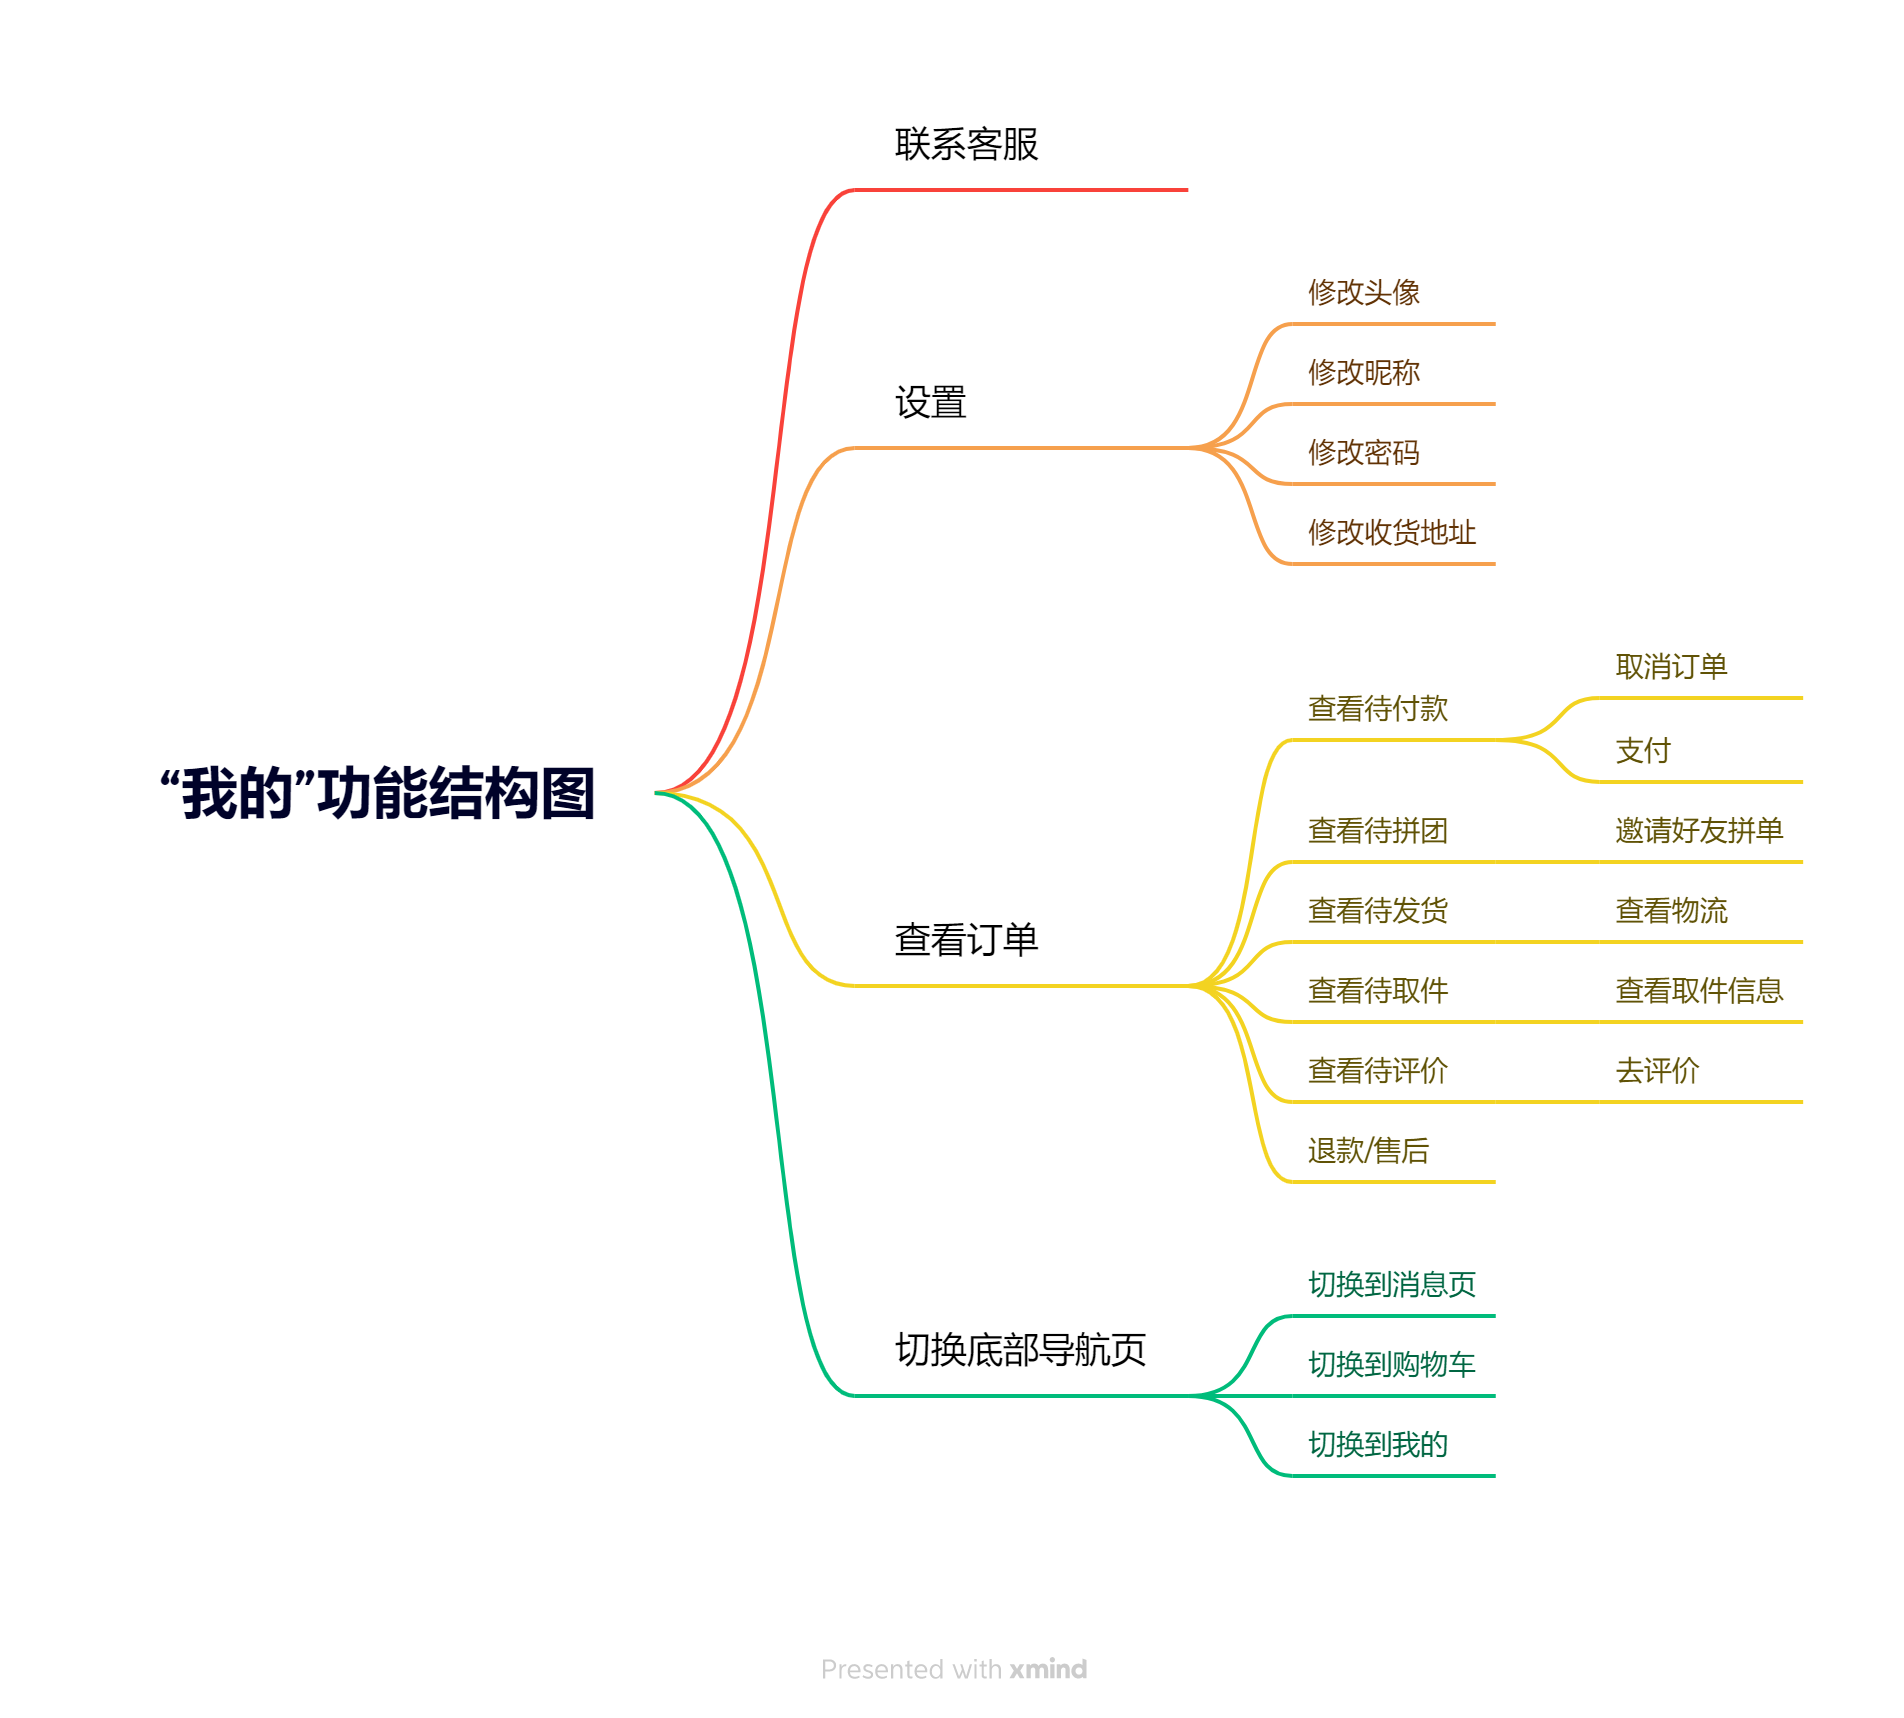 联系客服
设置
修改头像
修改昵称
修改密码
修改收货地址
“我的”功能结构图
查看订单
查看待付款
取消订单
支付
查看待拼团
邀请好友拼单
查看待发货
查看物流
查看待取件
查看取件信息
查看待评价
去评价
退款/售后
切换底部导航页
切换到消息页
切换到购物车
切换到我的
Presented with xmind